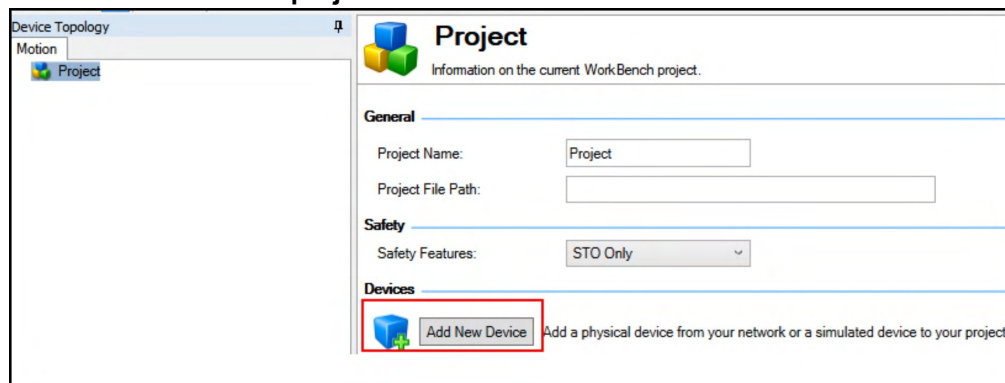 Device Topology
Motion
Project
Project
Information on the current WorkBench project.
General
Project Name: Project
Project File Path:
Safety
Safety Features: STO Only
Devices
Add New Device Add a physical device from your network or a simulated device to your project